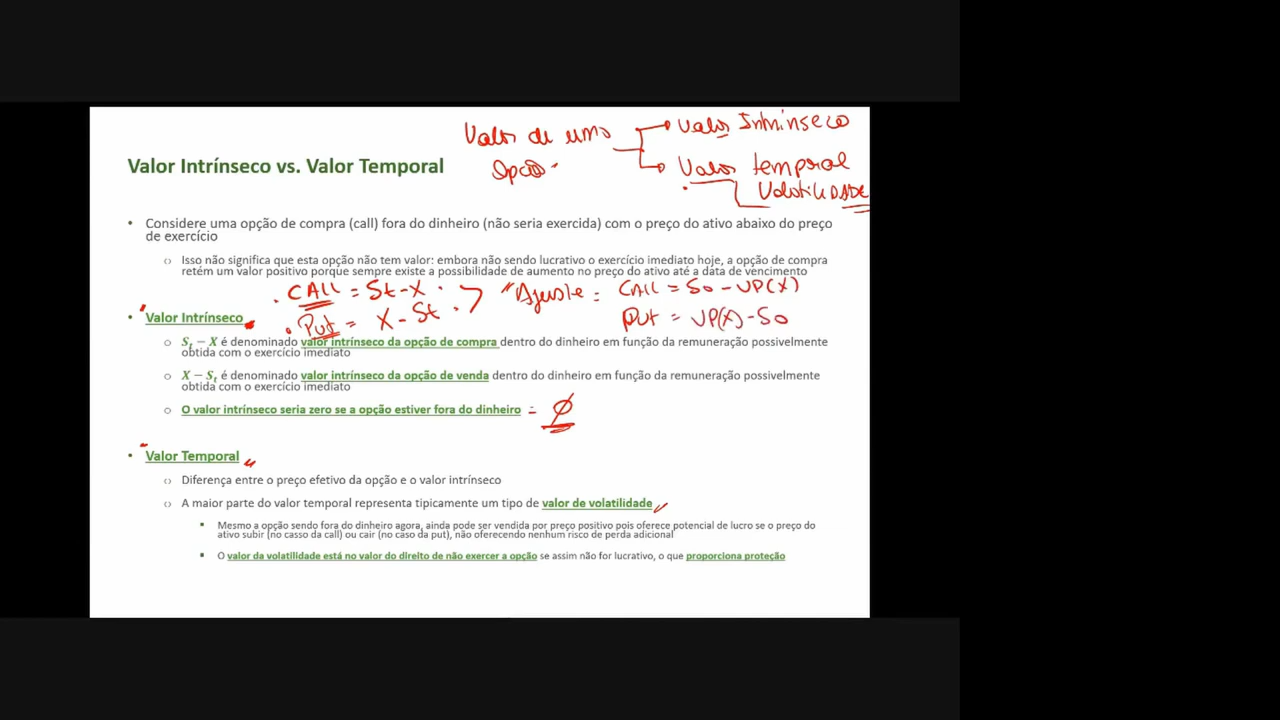 Valor de uma
Opção
Valor Intrínseco
Valor temporal
VOLATILIDADE
Valor Intrínseco vs. Valor Temporal
• Considere uma opção de compra (call) fora do dinheiro (não seria exercida) com o preço do ativo abaixo do preço
de exercício
Isso não significa que esta opção não tem valor: embora não sendo lucrativo o exercício imediato hoje, a opção de compra
retém um valor positivo porque sempre existe a possibilidade de aumento no preço do ativo até a data de vencimento
CALL = St - X
Put = X - St
"Ajuste = CALL = S0 - VP(X)
PUT = VP(X) - S0
• Valor Intrínseco
St − X é denominado valor intrínseco da opção de compra dentro do dinheiro em função da remuneração possivelmente
obtida com o exercício imediato
X − St é denominado valor intrínseco da opção de venda dentro do dinheiro em função da remuneração possivelmente
obtida com o exercício imediato
O valor intrínseco seria zero se a opção estiver fora do dinheiro = Ø
• Valor Temporal
Diferença entre o preço efetivo da opção e o valor intrínseco
A maior parte do valor temporal representa tipicamente um tipo de valor de volatilidade
Mesmo a opção sendo fora do dinheiro agora, ainda pode ser vendida por preço positivo pois oferece potencial de lucro se o preço do
ativo subir (no casso da call) ou cair (no caso da put), não oferecendo nenhum risco de perda adicional
O valor da volatilidade está no valor do direito de não exercer a opção se assim não for lucrativo, o que proporciona proteção